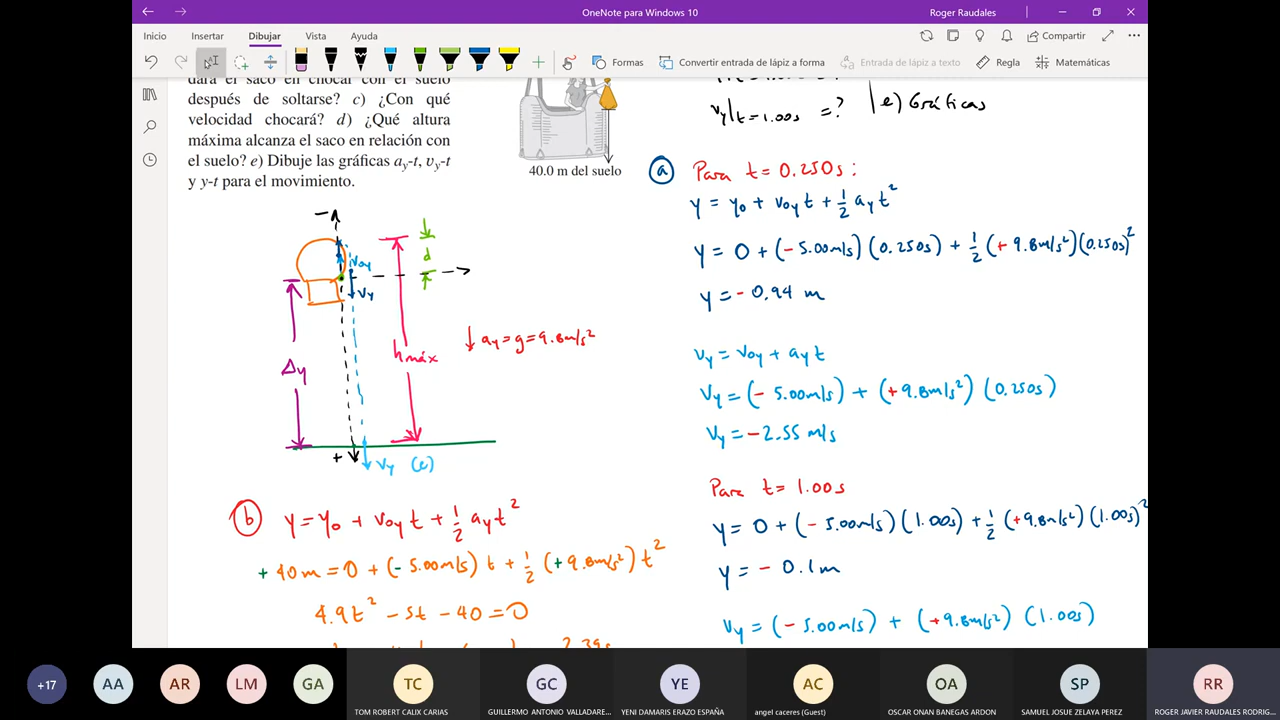 OneNote para Windows 10
Roger Raudales
Inicio
Insertar
Dibujar
Vista
Ayuda
Compartir
Formas
Convertir entrada de lápiz a forma
Entrada de lápiz a texto
Regla
Matemáticas
dará el saco en chocar con el suelo
después de soltarse? c) ¿Con qué
velocidad chocará? d) ¿Qué altura
máxima alcanza el saco en relación con
el suelo? e) Dibuje las gráficas ay-t, vy-t
y y-t para el movimiento.
40.0 m del suelo
vy|t=1.00s =?
e) Gráficas
-
d
voy
vy
Δy
hmáx
↓ ay = g = 9.8m/s²
+
vy (c)
b y = y0 + voy t + 1/2 ay t²
+ 40m = 0 + (- 5.00m/s) t + 1/2 (+9.8m/s²) t²
4.9t² - 5t - 40 = 0
a Para t = 0.250s:
y = y0 + voy t + 1/2 ay t²
y = 0 + (- 5.00m/s) (0.250s) + 1/2 (+ 9.8m/s²)(0.250s)²
y = - 0.94 m
vy = voy + ay t
vy = (- 5.00m/s) + (+9.8m/s²) (0.250s)
vy = -2.55 m/s
Para t = 1.00s
y = 0 + (- 5.00m/s) (1.00s) + 1/2 (+9.8m/s²) (1.00s)²
y = - 0.1m
vy = (- 5.00m/s) + (+9.8m/s²) (1.00s)
+17
AA
AR
LM
GA
TC
TOM ROBERT CALIX CARIAS
GC
GUILLERMO ANTONIO VALLADARE...
YE
YENI DAMARIS ERAZO ESPAÑA
AC
angel caceres (Guest)
OA
OSCAR ONAN BANEGAS ARDON
SP
SAMUEL JOSUE ZELAYA PEREZ
RR
ROGER JAVIER RAUDALES RODRIG...